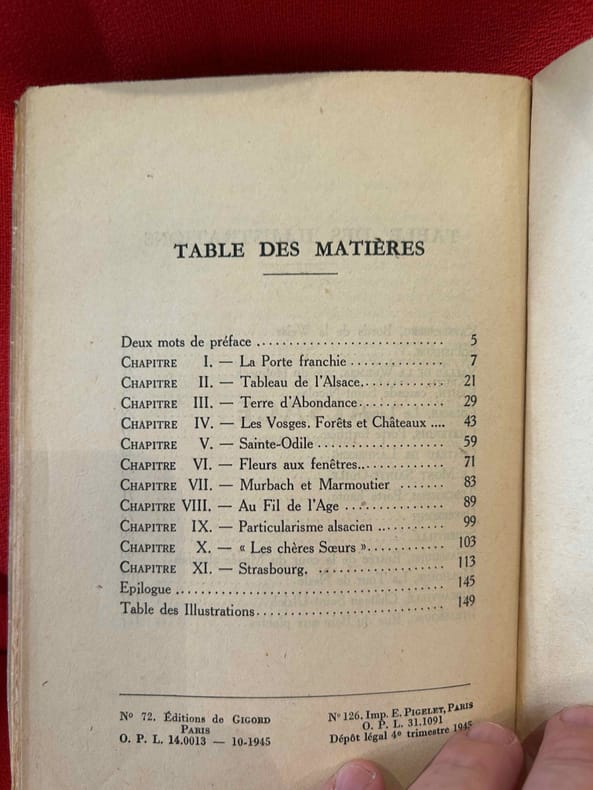 TABLE DES MATIÈRES
Deux mots de préface ........................... 5
CHAPITRE I. — La Porte franchie .............. 7
CHAPITRE II. — Tableau de l'Alsace............. 21
CHAPITRE III. — Terre d'Abondance............. 29
CHAPITRE IV. — Les Vosges. Forêts et Châteaux .... 43
CHAPITRE V. — Sainte-Odile .................. 59
CHAPITRE VI. — Fleurs aux fenêtres............. 71
CHAPITRE VII. — Murbach et Marmoutier ....... 83
CHAPITRE VIII. — Au Fil de l'Age .............. 89
CHAPITRE IX. — Particularisme alsacien .......... 99
CHAPITRE X. — « Les chères Sœurs »............ 103
CHAPITRE XI. — Strasbourg. .................. 113
Epilogue ....................................... 145
Table des Illustrations........................... 149
Nº 72. Éditions de GIGORD
PARIS
O. P. L. 14.0013 — 10-1945
Nº 126. Imp. E. PIGELET, PARIS
O. P. L. 31.1091
Dépôt légal 4e trimestre 1945